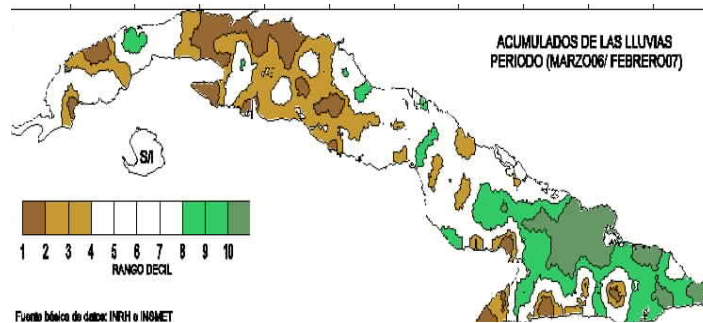 ACUMULADOS DE LAS LLUVIAS
PERIODO (MARZO06/ FEBRERO07)
S/I
1 2 3 4 5 6 7 8 9 10
RANGO DECIL
Fuente básica de datos: INRH e INSMET